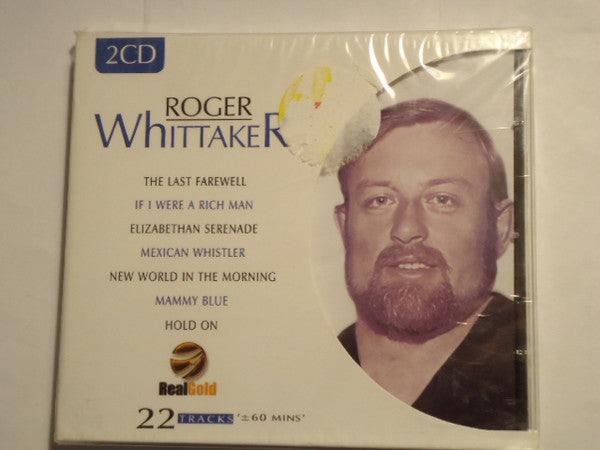 2CD
ROGER
WHITTAKER
THE LAST FAREWELL
IF I WERE A RICH MAN
ELIZABETHAN SERENADE
MEXICAN WHISTLER
NEW WORLD IN THE MORNING
MAMMY BLUE
HOLD ON
RealGold
22 TRACKS '±60 MINS'